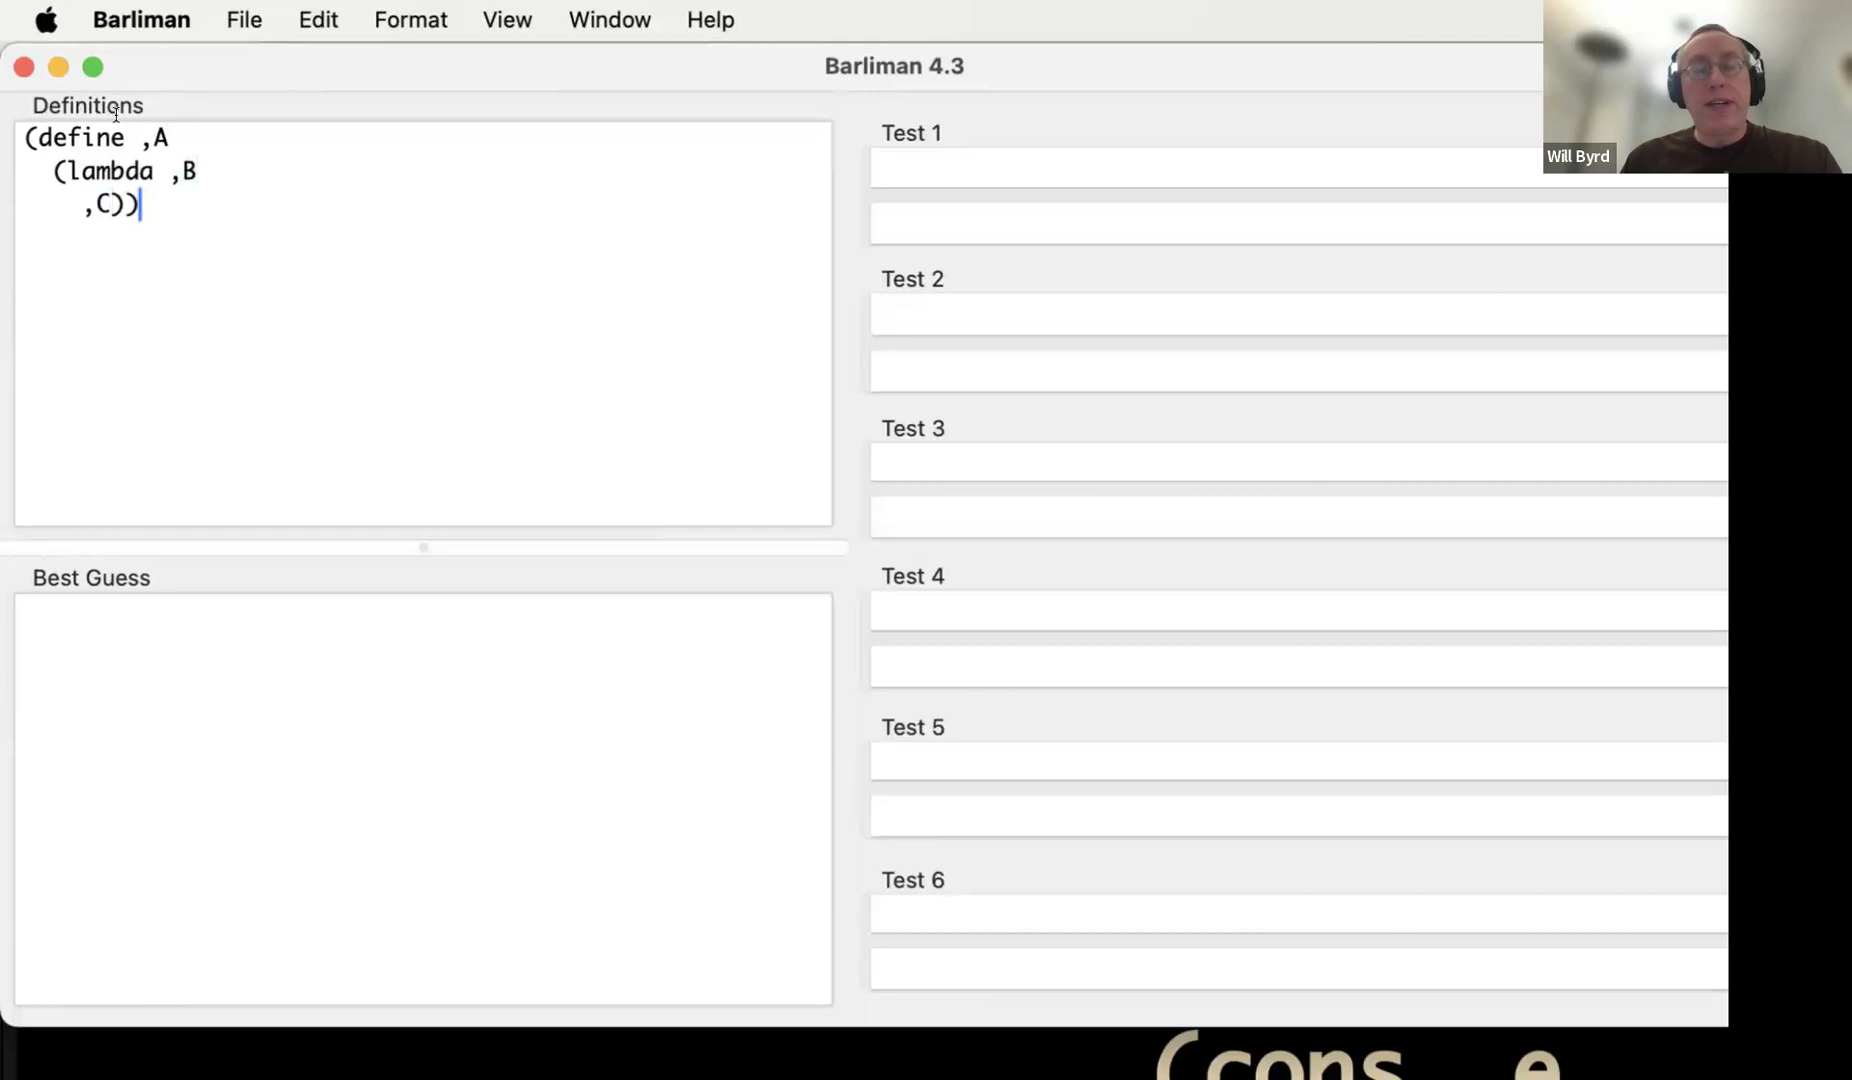 Barliman File Edit Format View Window Help
Barliman 4.3
Will Byrd
Definitions
(define ,A
(lambda ,B
,C))
Best Guess
Test 1
Test 2
Test 3
Test 4
Test 5
Test 6
(cons e